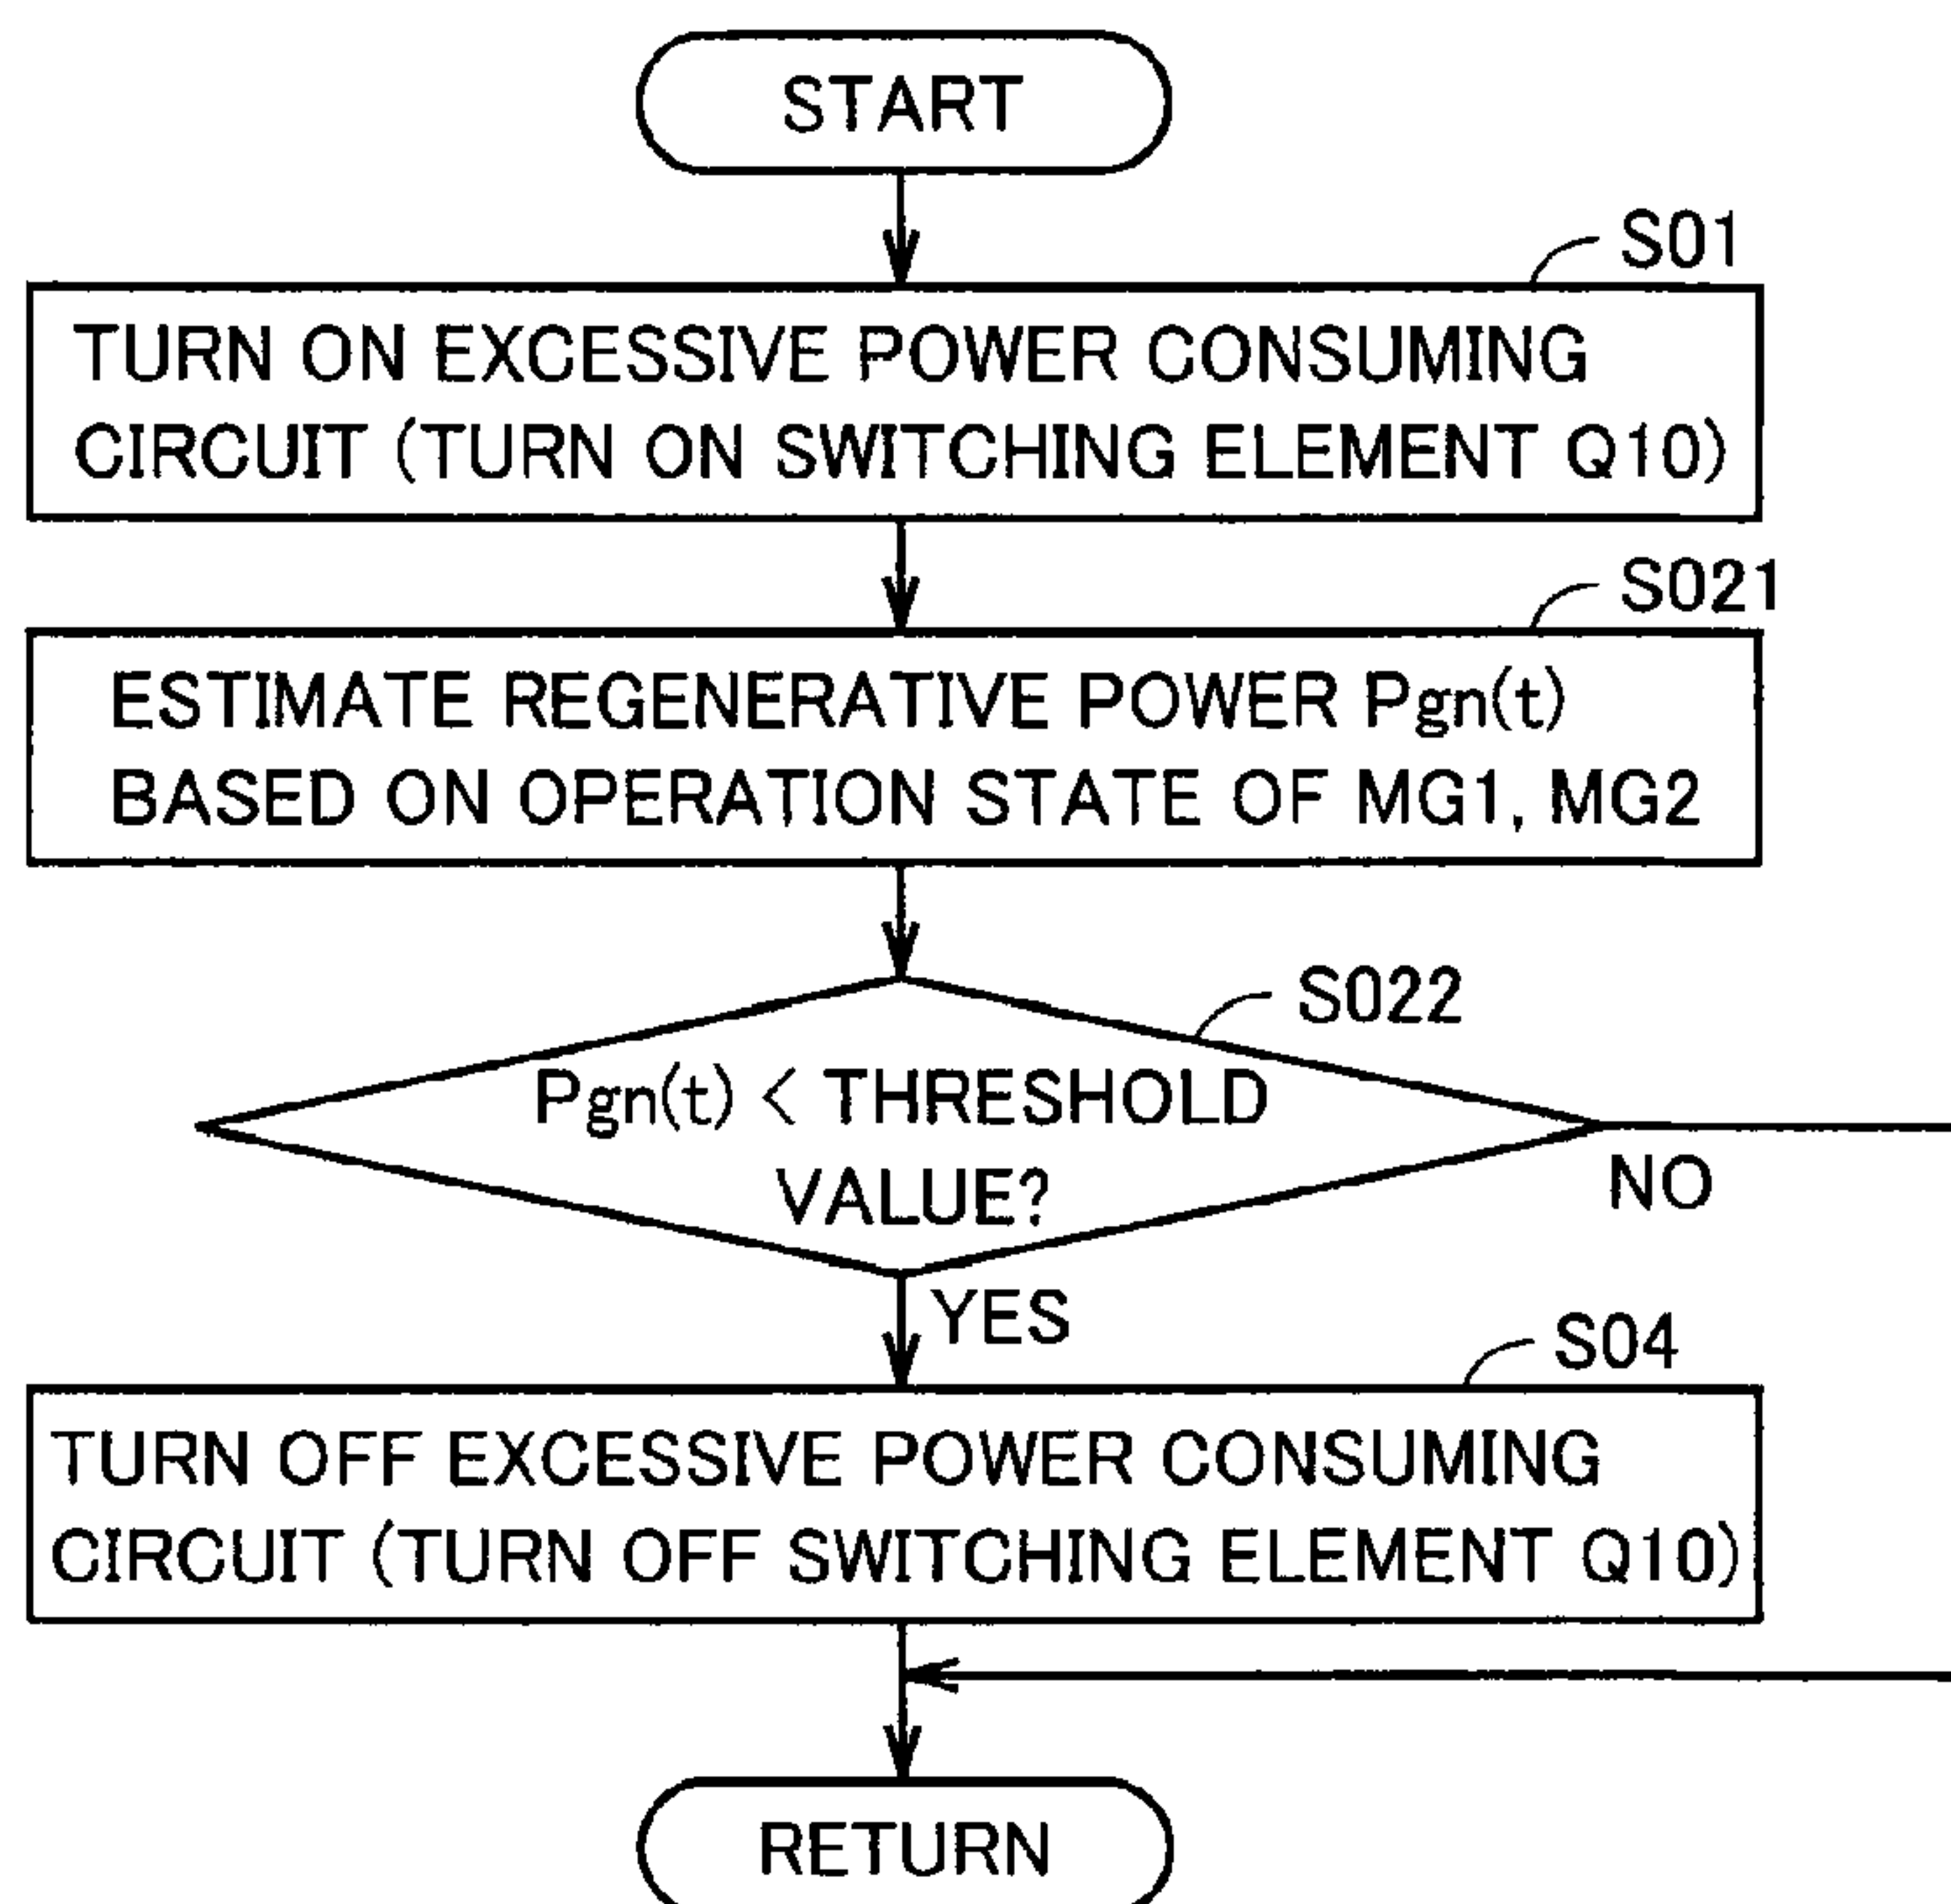 START
S01
TURN ON EXCESSIVE POWER CONSUMING
CIRCUIT (TURN ON SWITCHING ELEMENT Q10)
S021
ESTIMATE REGENERATIVE POWER Pgn(t)
BASED ON OPERATION STATE OF MG1, MG2
S022
Pgn(t) < THRESHOLD
VALUE?
NO
YES
S04
TURN OFF EXCESSIVE POWER CONSUMING
CIRCUIT (TURN OFF SWITCHING ELEMENT Q10)
RETURN